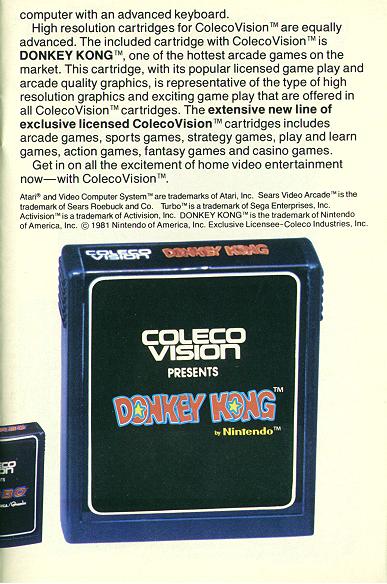 computer with an advanced keyboard.
High resolution cartridges for ColecoVision™ are equally
advanced. The included cartridge with ColecoVision™ is
DONKEY KONG™, one of the hottest arcade games on the
market. This cartridge, with its popular licensed game play and
arcade quality graphics, is representative of the type of high
resolution graphics and exciting game play that are offered in
all ColecoVision™ cartridges. The extensive new line of
exclusive licensed ColecoVision™ cartridges includes
arcade games, sports games, strategy games, play and learn
games, action games, fantasy games and casino games.
Get in on all the excitement of home video entertainment
now—with ColecoVision™.
Atari® and Video Computer System™ are trademarks of Atari, Inc. Sears Video Arcade™ is the
trademark of Sears Roebuck and Co. Turbo™ is a trademark of Sega Enterprises, Inc.
Activision™ is a trademark of Activision, Inc. DONKEY KONG™ is the trademark of Nintendo
of America, Inc. © 1981 Nintendo of America, Inc. Exclusive Licensee–Coleco Industries, Inc.
COLECO VISION DONKEY KONG
COLECO
VISION
PRESENTS
DONKEY KONG™
by Nintendo™